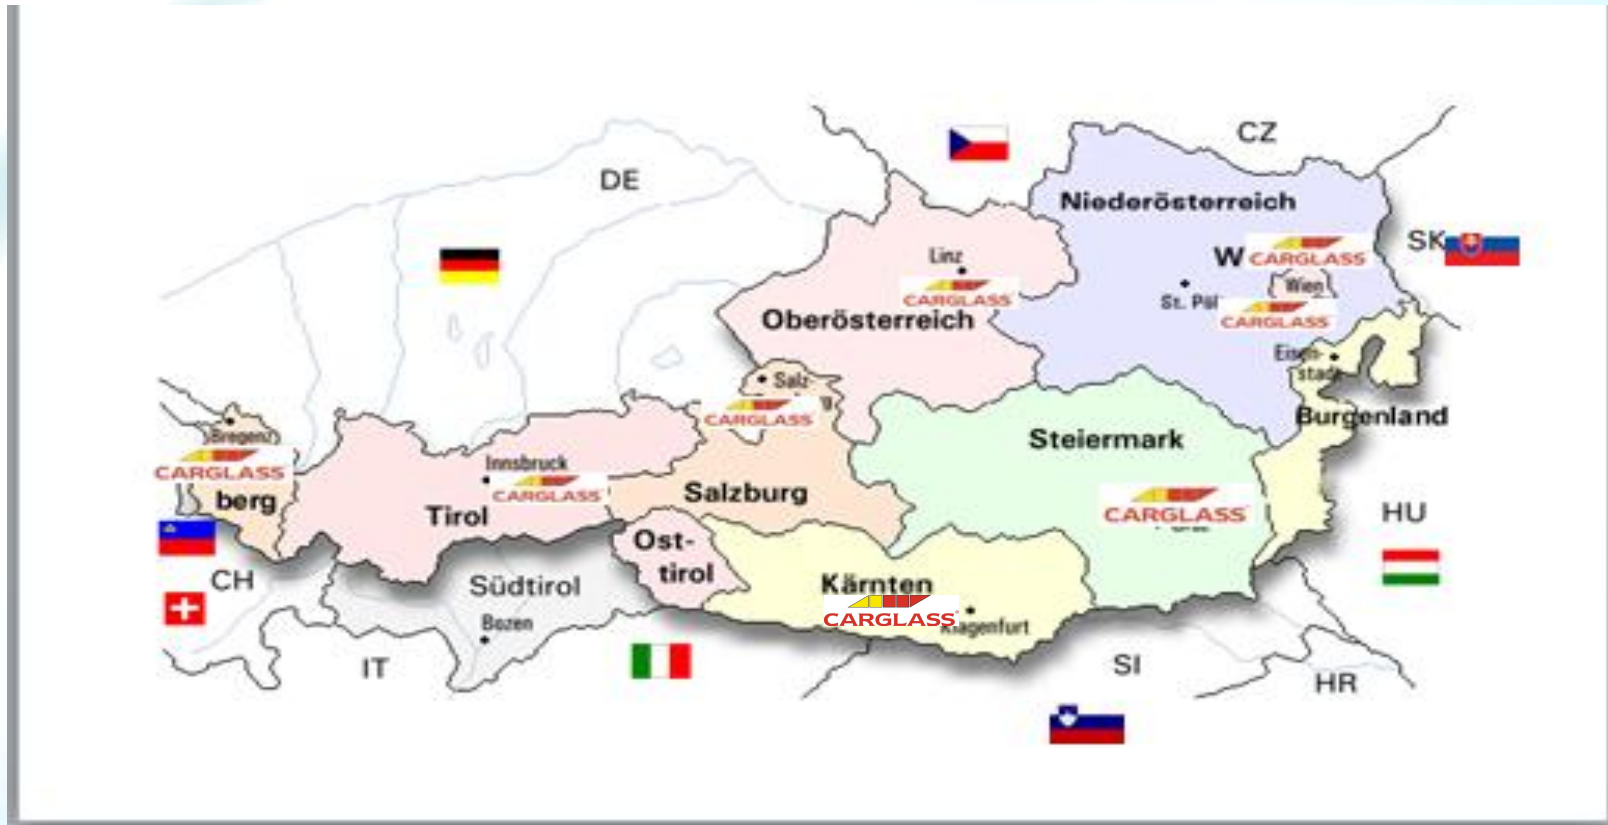 CZ
DE
Niederösterreich
SK
W CARGLASS
Linz
Wien
CARGLASS
St. Pöl
CARGLASS
Oberösterreich
Eisen-
stadt
Salz-
CARGLASS
Burgenland
Bregenz
Steiermark
CARGLASS
Innsbruck
CARGLASS
berg
Salzburg
Tirol
CARGLASS
HU
Ost-
tirol
CH
Südtirol
Kärnten
CARGLASS
Bozen
Klagenfurt
IT
SI
HR